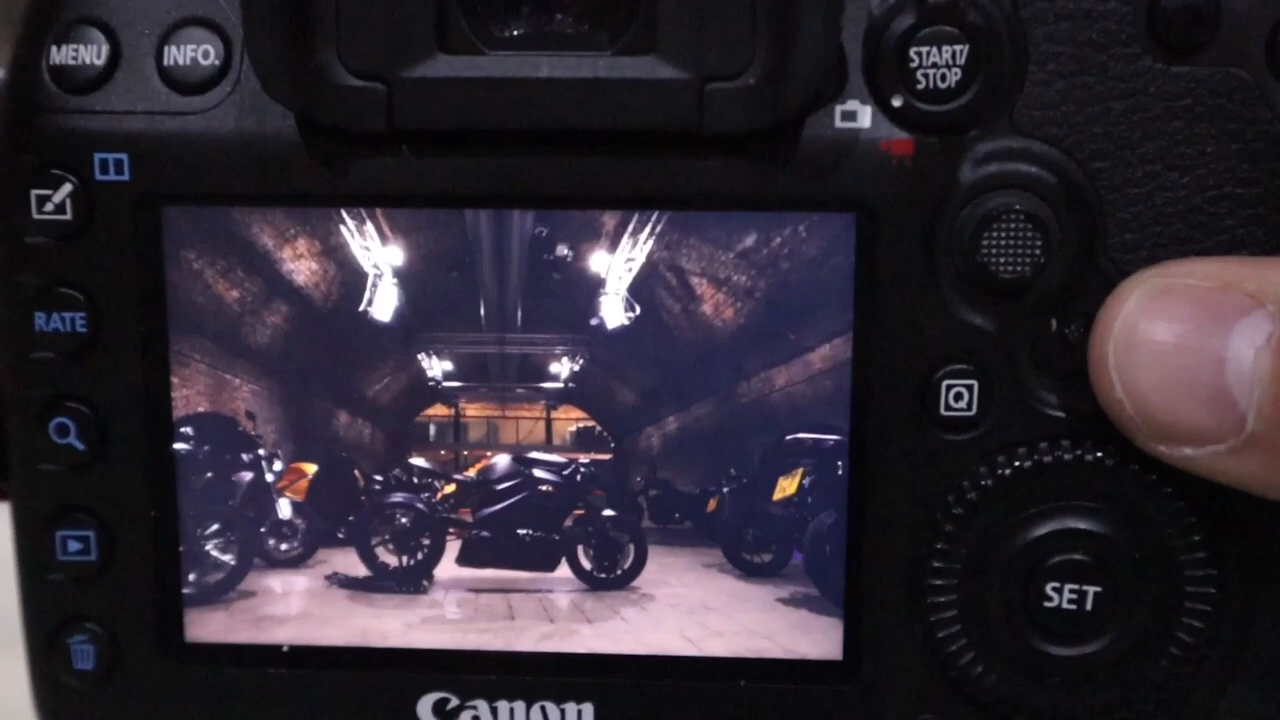 MENU
INFO.
START/
STOP
RATE
Q
SET
Canon